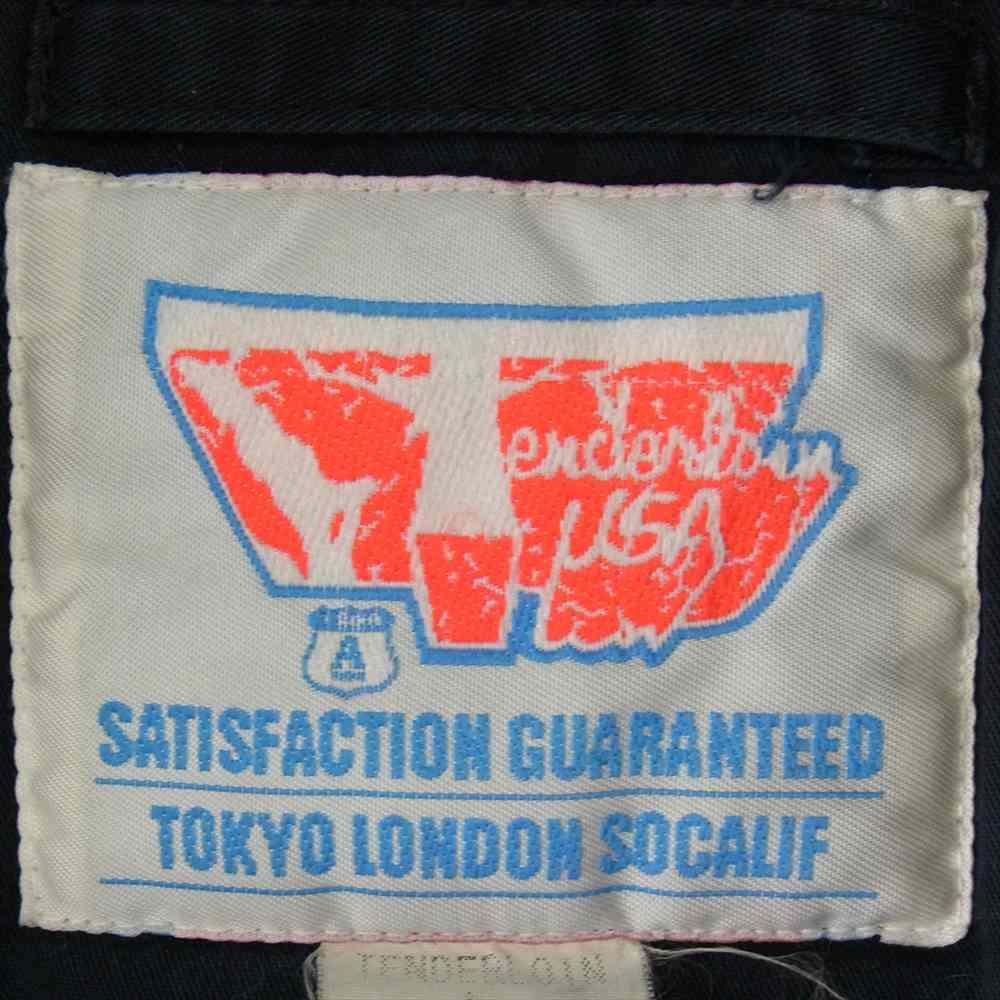 Tenderloin
USA
A
SATISFACTION GUARANTEED
TOKYO LONDON SOCALIF
TENDERLOIN